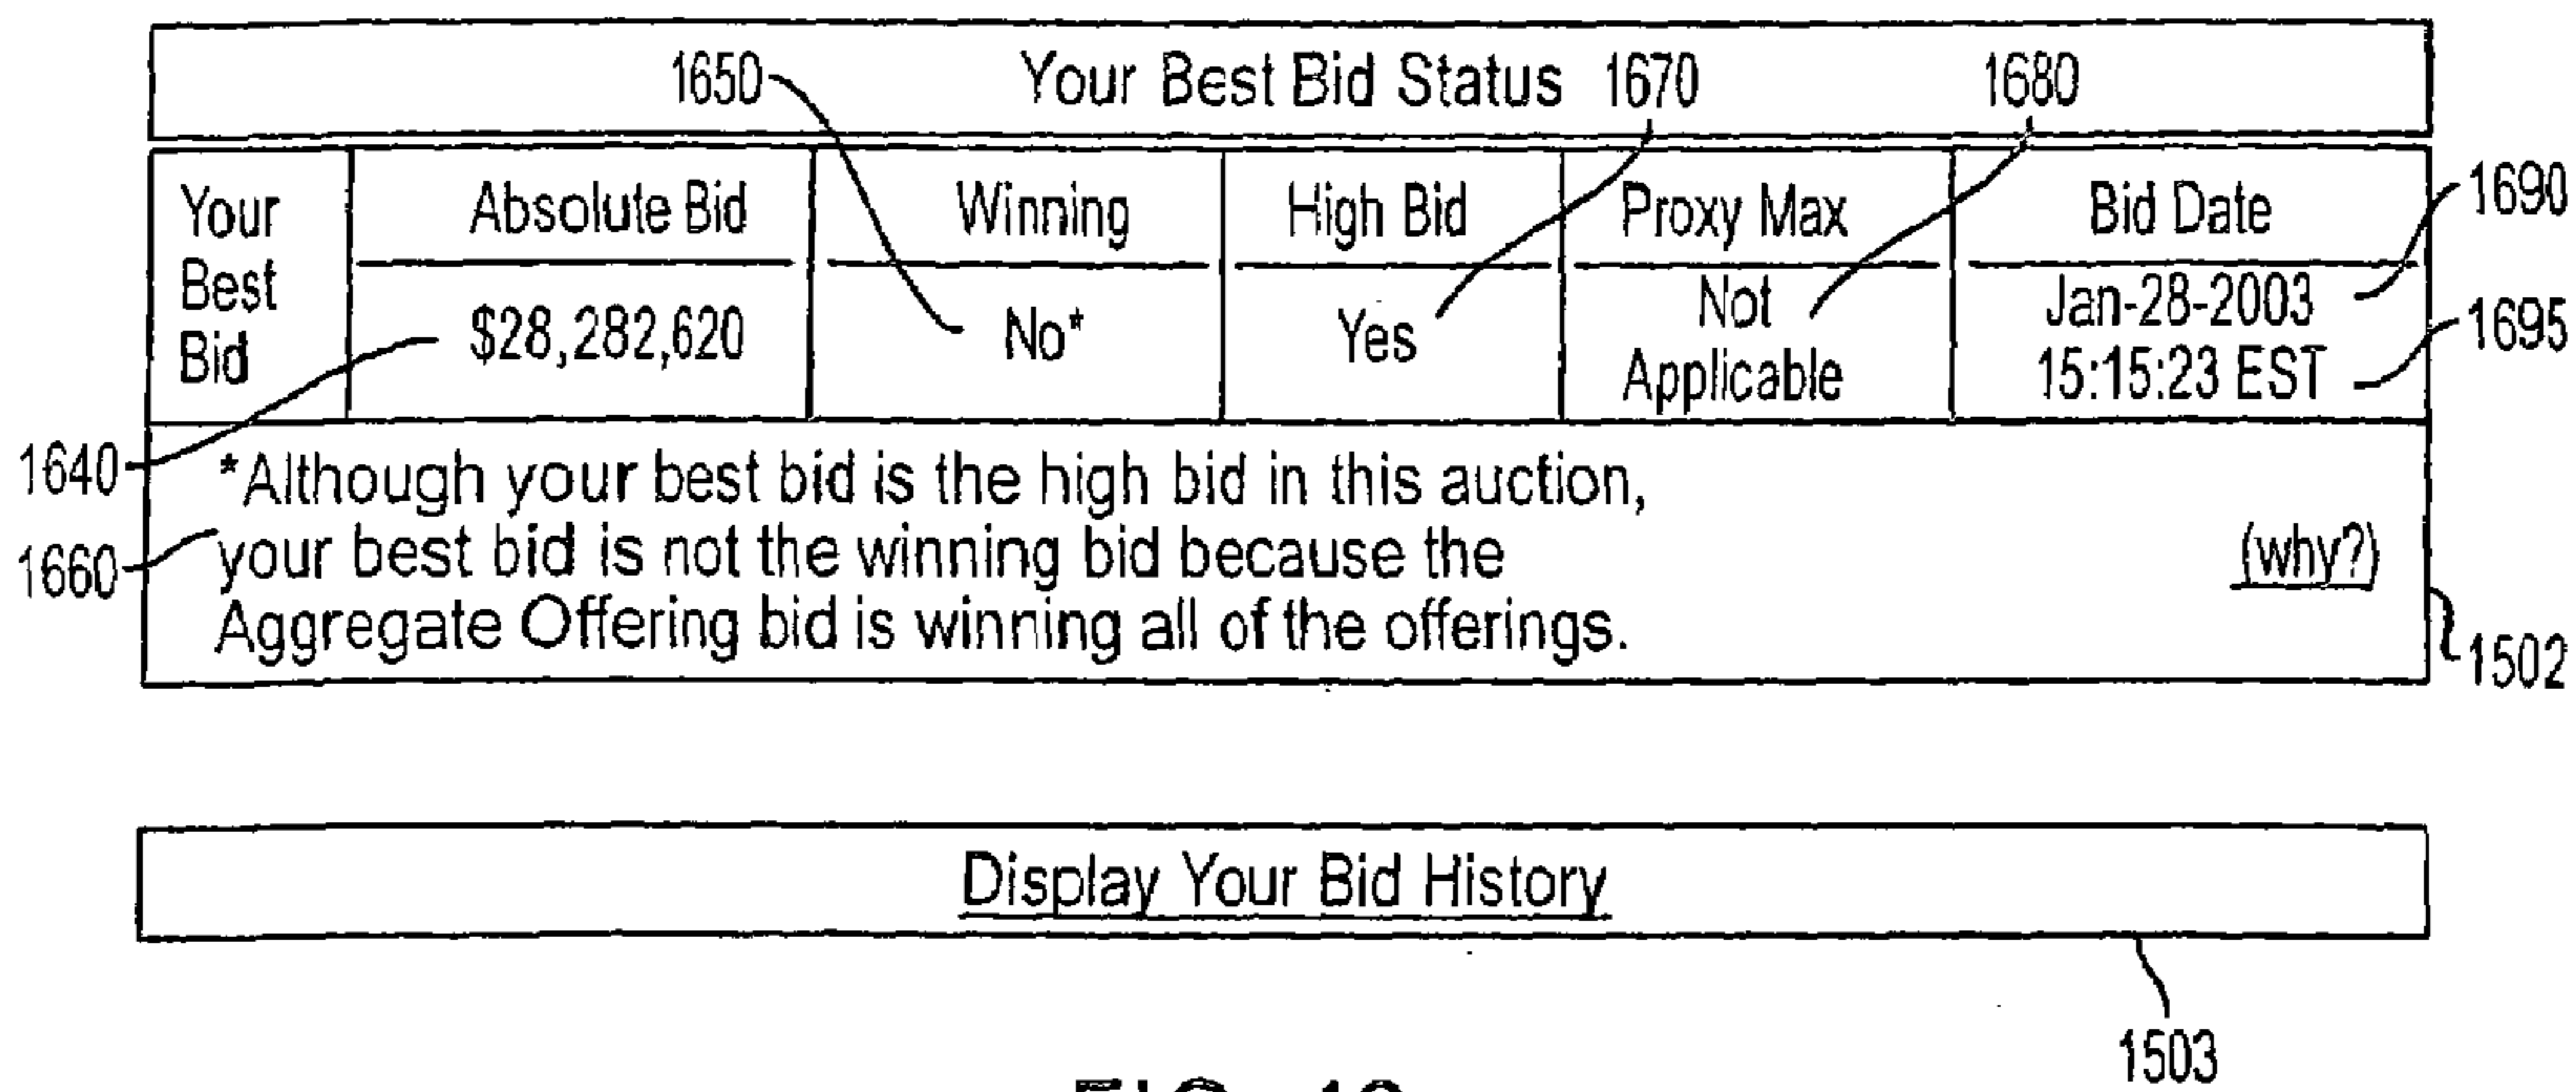 1650 Your Best Bid Status 1670 1680
Your Best Bid Absolute Bid Winning High Bid Proxy Max Bid Date 1690
$28,282,620 No* Yes Not Applicable Jan-28-2003
15:15:23 EST 1695
1640 *Although your best bid is the high bid in this auction,
1660 your best bid is not the winning bid because the (why?)
Aggregate Offering bid is winning all of the offerings.
1502
Display Your Bid History
1503